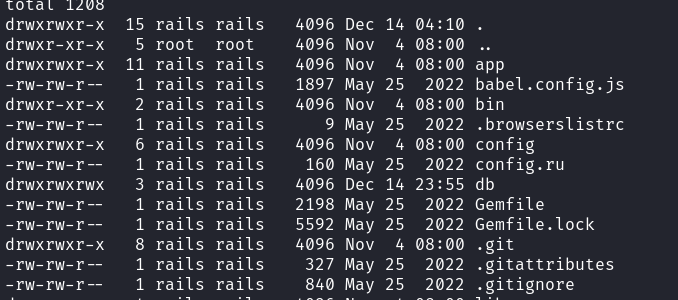 total 1208
drwxrwxr-x  15 rails rails   4096 Dec 14 04:10 .
drwxr-xr-x   5 root  root    4096 Nov  4 08:00 ..
drwxrwxr-x  11 rails rails   4096 Nov  4 08:00 app
-rw-rw-r--   1 rails rails   1897 May 25  2022 babel.config.js
drwxr-xr-x   2 rails rails   4096 Nov  4 08:00 bin
-rw-rw-r--   1 rails rails      9 May 25  2022 .browserslistrc
drwxrwxr-x   6 rails rails   4096 Nov  4 08:00 config
-rw-rw-r--   1 rails rails    160 May 25  2022 config.ru
drwxrwxrwx   3 rails rails   4096 Dec 14 23:55 db
-rw-rw-r--   1 rails rails   2198 May 25  2022 Gemfile
-rw-rw-r--   1 rails rails   5592 May 25  2022 Gemfile.lock
drwxrwxr-x   8 rails rails   4096 Nov  4 08:00 .git
-rw-rw-r--   1 rails rails    327 May 25  2022 .gitattributes
-rw-rw-r--   1 rails rails    840 May 25  2022 .gitignore